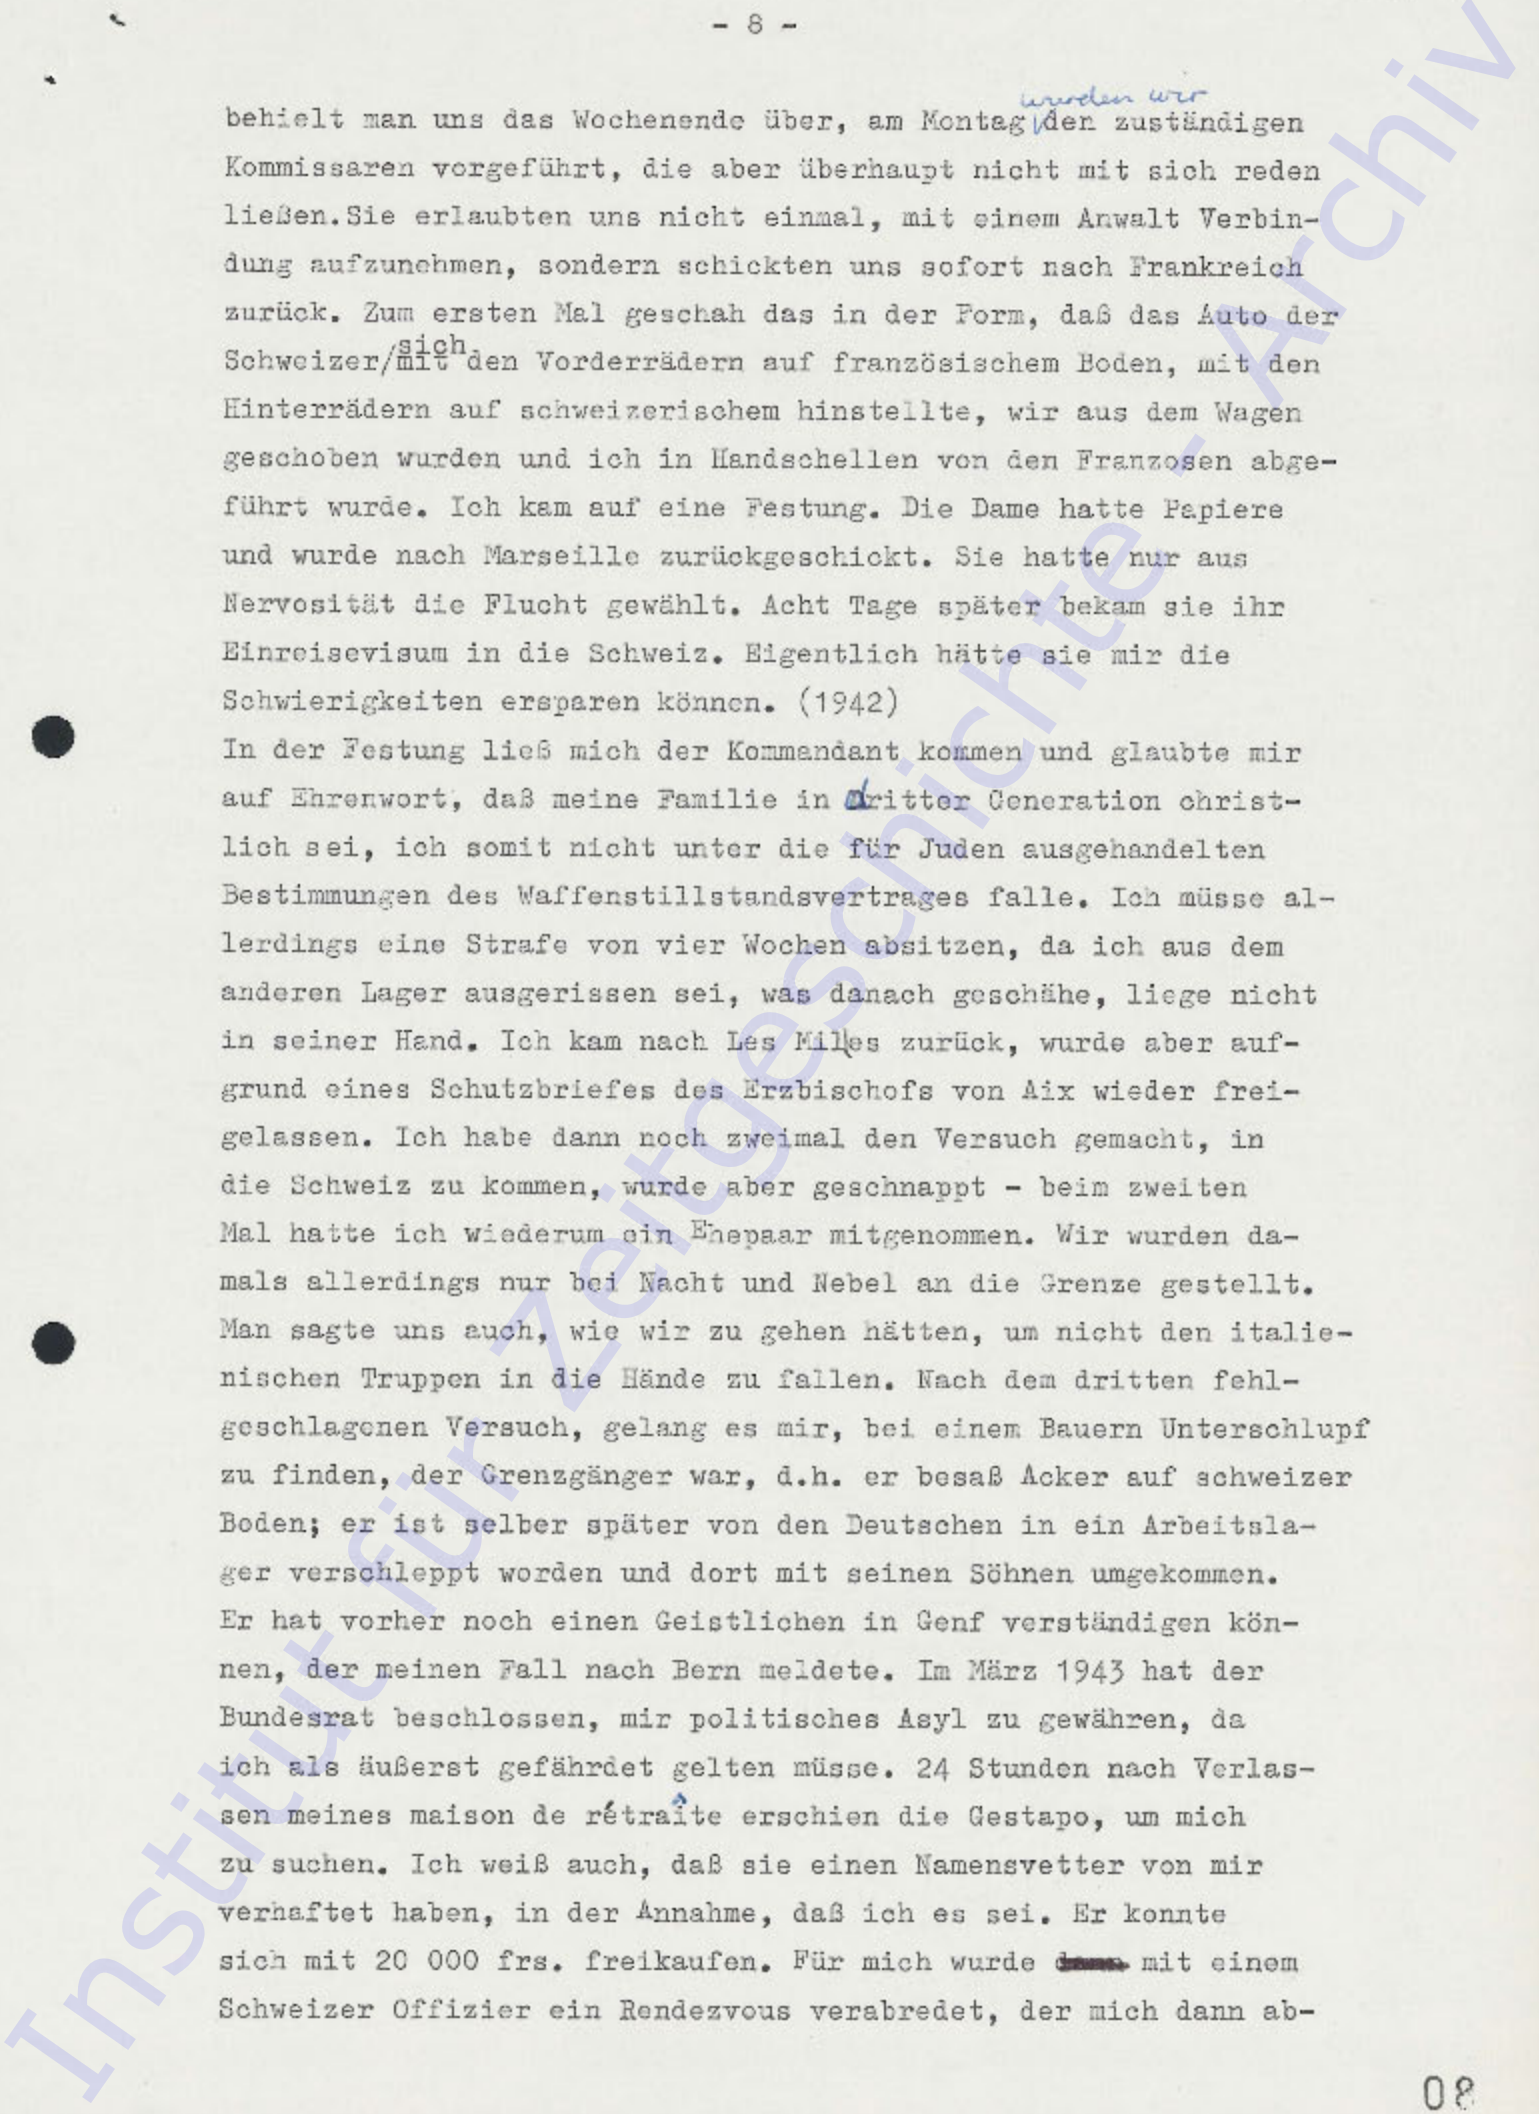 - 8 -
wurden wir
behielt man uns das Wochenende über, am Montag den zuständigen
Kommissaren vorgeführt, die aber überhaupt nicht mit sich reden
ließen.Sie erlaubten uns nicht einmal, mit einem Anwalt Verbin-
dung aufzunehmen, sondern schickten uns sofort nach Frankreich
zurück. Zum ersten Mal geschah das in der Form, daß das Auto der
sich
Schweizer/mit den Vorderrädern auf französischem Boden, mit den
Hinterrädern auf schweizerischem hinstellte, wir aus dem Wagen
geschoben wurden und ich in Handschellen von den Franzosen abge-
führt wurde. Ich kam auf eine Festung. Die Dame hatte Papiere
und wurde nach Marseille zurückgeschickt. Sie hatte nur aus
Nervosität die Flucht gewählt. Acht Tage später bekam sie ihr
Einreisevisum in die Schweiz. Eigentlich hätte sie mir die
Schwierigkeiten ersparen können. (1942)
In der Festung ließ mich der Kommandant kommen und glaubte mir
auf Ehrenwort, daß meine Familie in dritter Generation christ-
lich sei, ich somit nicht unter die für Juden ausgehandelten
Bestimmungen des Waffenstillstandsvertrages falle. Ich müsse al-
lerdings eine Strafe von vier Wochen absitzen, da ich aus dem
anderen Lager ausgerissen sei, was danach geschähe, liege nicht
in seiner Hand. Ich kam nach Les Milles zurück, wurde aber auf-
grund eines Schutzbriefes des Erzbischofs von Aix wieder frei-
gelassen. Ich habe dann noch zweimal den Versuch gemacht, in
die Schweiz zu kommen, wurde aber geschnappt - beim zweiten
Mal hatte ich wiederum ein Ehepaar mitgenommen. Wir wurden da-
mals allerdings nur bei Nacht und Nebel an die Grenze gestellt.
Man sagte uns auch, wie wir zu gehen hätten, um nicht den italie-
nischen Truppen in die Hände zu fallen. Nach dem dritten fehl-
geschlagenen Versuch, gelang es mir, bei einem Bauern Unterschlupf
zu finden, der Grenzgänger war, d.h. er besaß Acker auf schweizer
Boden; er ist selber später von den Deutschen in ein Arbeitsla-
ger verschleppt worden und dort mit seinen Söhnen umgekommen.
Er hat vorher noch einen Geistlichen in Genf verständigen kön-
nen, der meinen Fall nach Bern meldete. Im März 1943 hat der
Bundesrat beschlossen, mir politisches Asyl zu gewähren, da
ich als äußerst gefährdet gelten müsse. 24 Stunden nach Verlas-
sen meines maison de rétraîte erschien die Gestapo, um mich
zu suchen. Ich weiß auch, daß sie einen Namensvetter von mir
verhaftet haben, in der Annahme, daß ich es sei. Er konnte
sich mit 20 000 frs. freikaufen. Für mich wurde mit einem
Schweizer Offizier ein Rendezvous verabredet, der mich dann ab-
08
Institut für Zeitgeschichte - Archiv